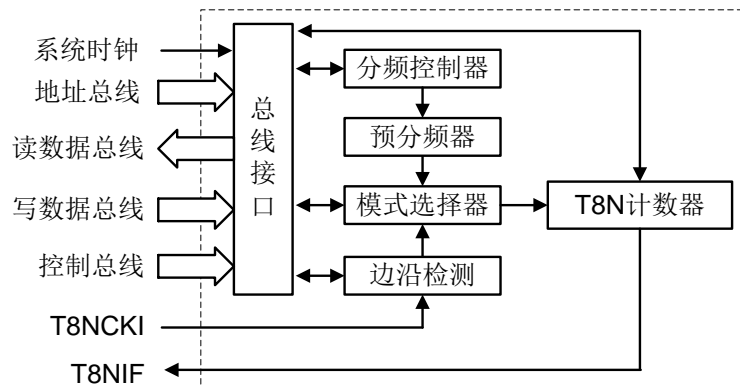 系统时钟
地址总线
读数据总线
写数据总线
控制总线
T8NCKI
T8NIF
总线接口
分频控制器
预分频器
模式选择器
边沿检测
T8N计数器